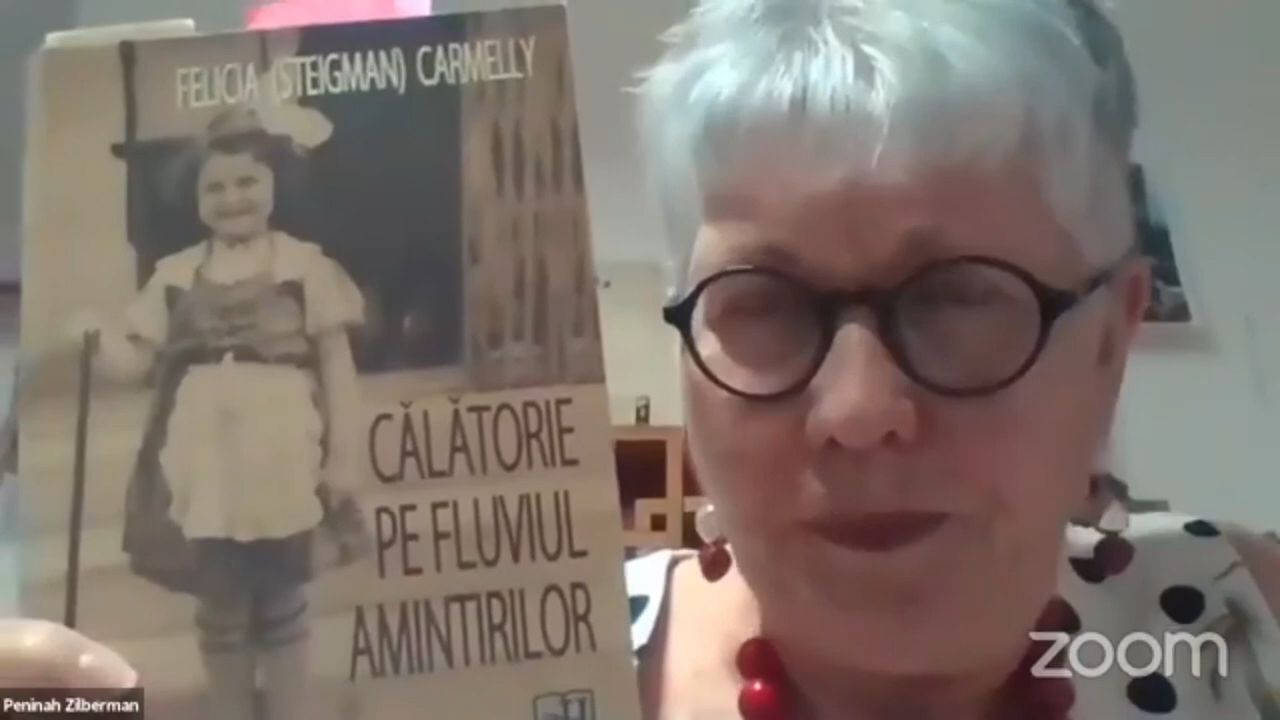 FELICIA (STEIGMAN) CARMELLY
CĂLĂTORIE
PE FLUVIUL
AMINTIRILOR
zoom
Peninah Zilberman